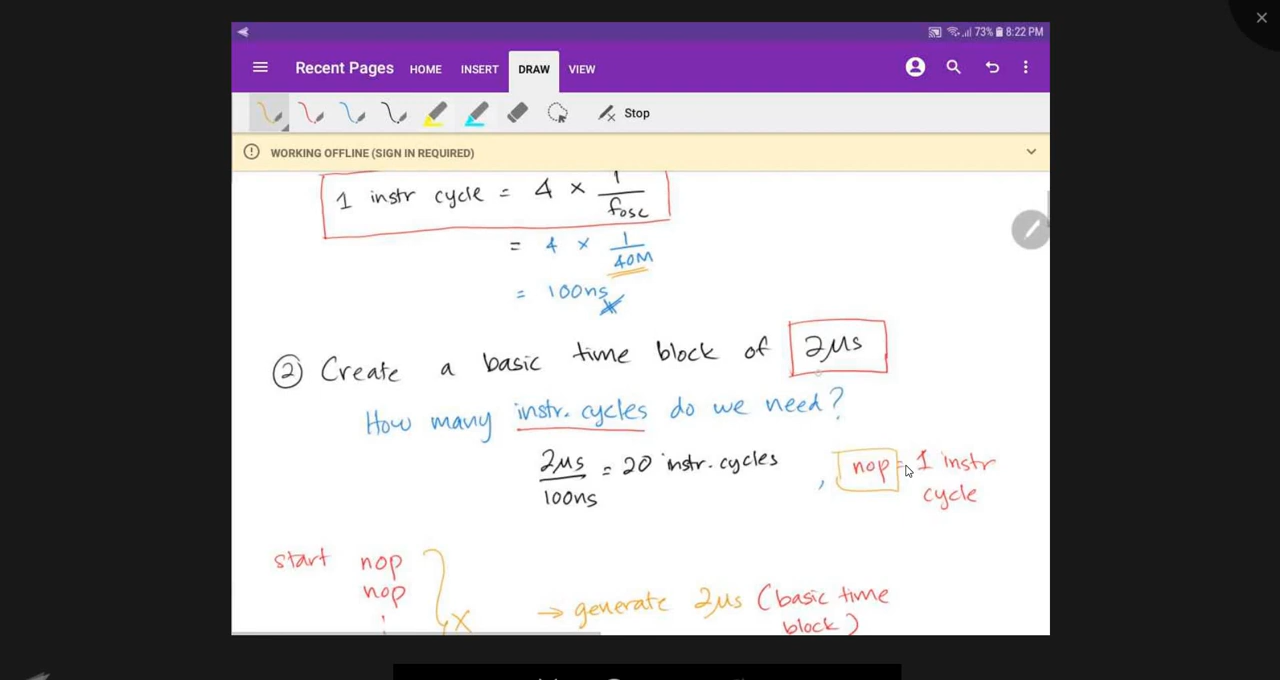 73% 8:22 PM
Recent Pages HOME INSERT DRAW VIEW
Stop
WORKING OFFLINE (SIGN IN REQUIRED)
1 instr cycle = 4 × 1/fosc
= 4 × 1/40M
= 100ns
② Create a basic time block of 2μs
How many instr. cycles do we need?
2μs/100ns = 20 instr. cycles , nop = 1 instr
cycle
start nop
nop
x
→ generate 2μs (basic time
block)